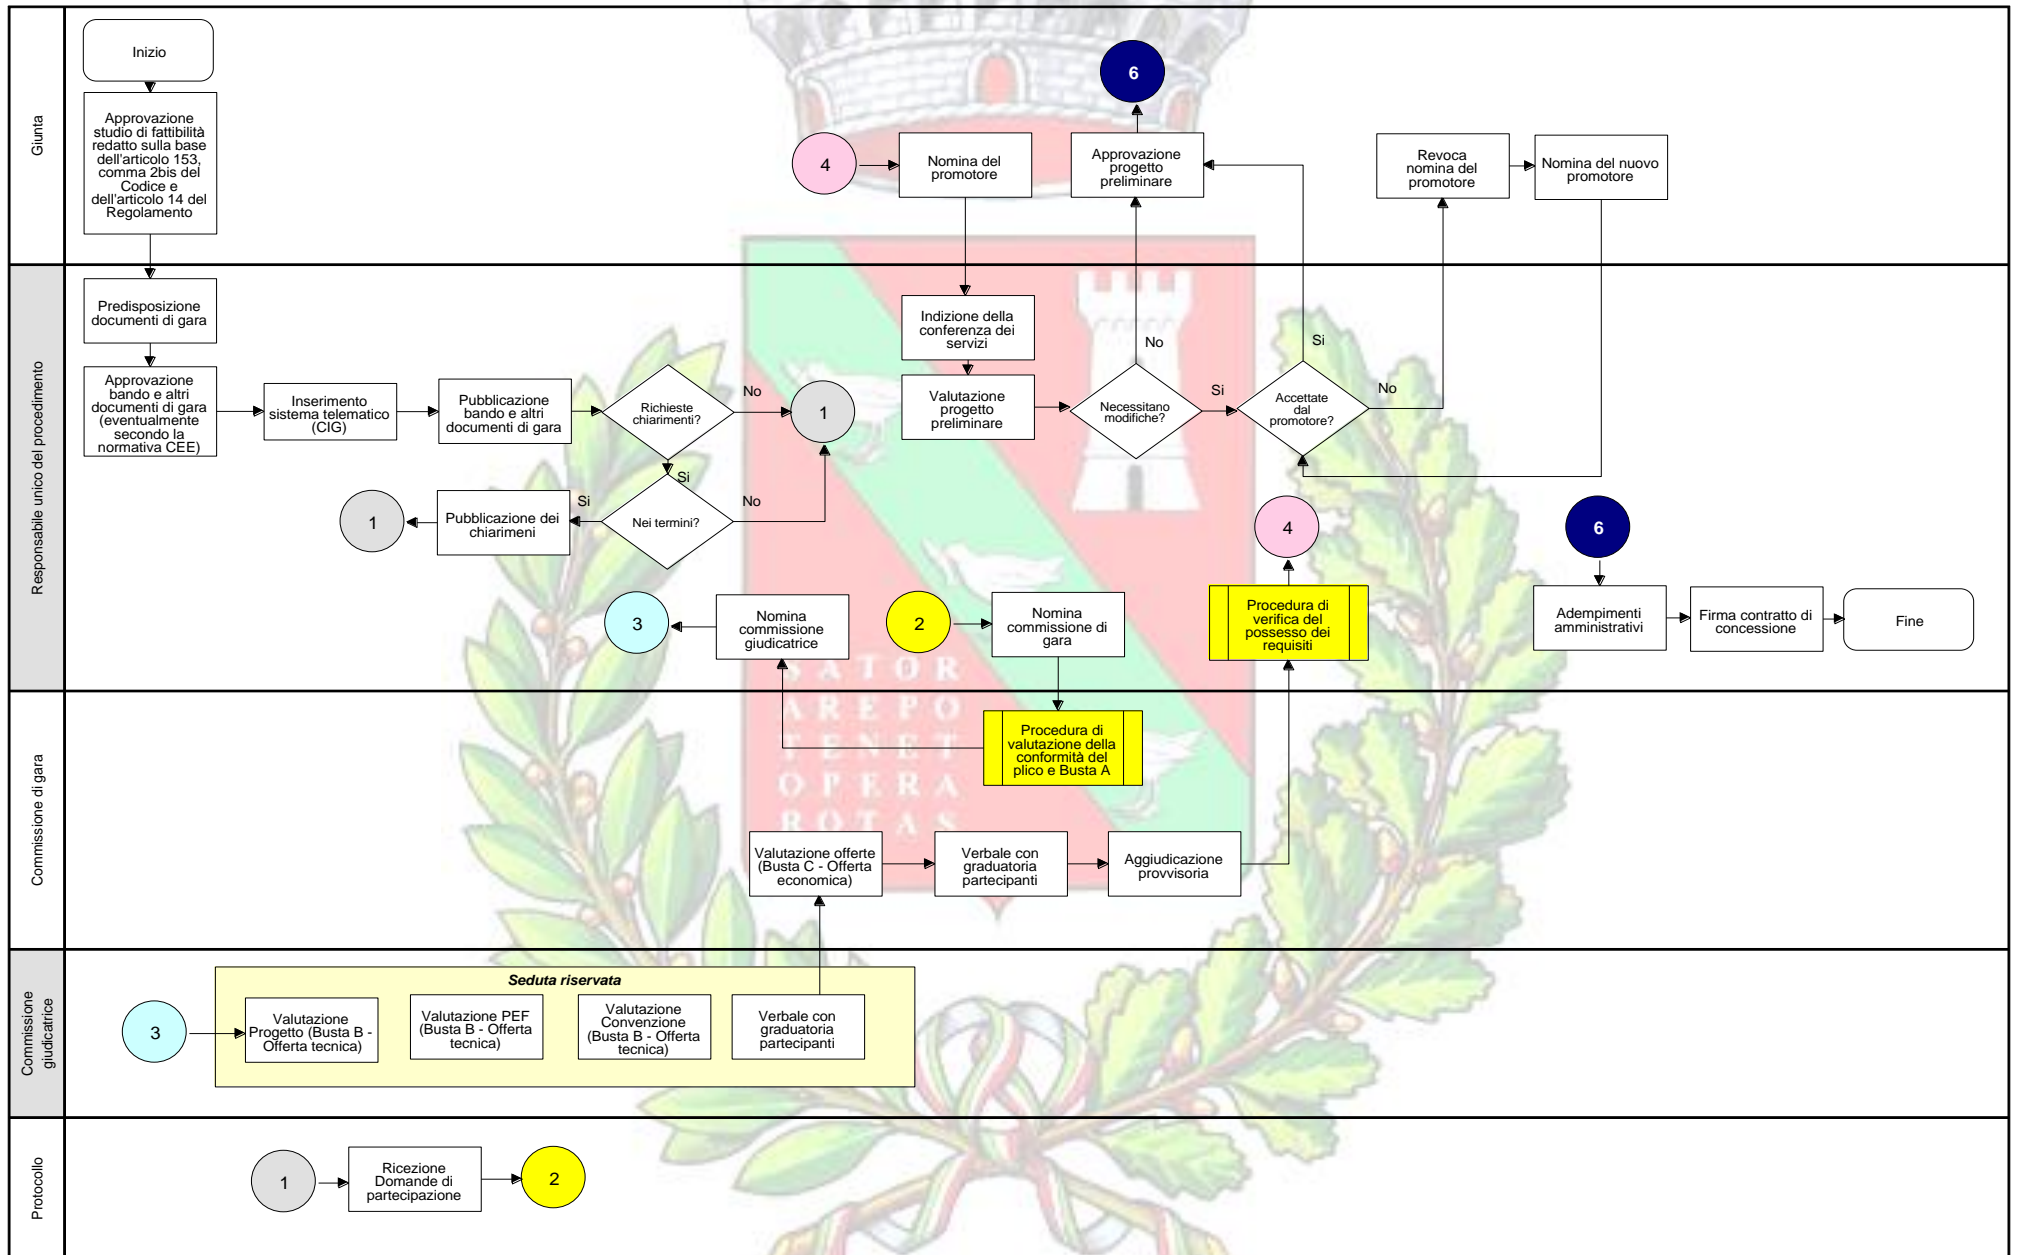 Giunta
Inizio
Approvazione
studio di fattibilità
redatto sulla base
dell'articolo 153,
comma 2bis del
Codice e
dell'articolo 14 del
Regolamento
4
Nomina del
promotore
6
Approvazione
progetto
preliminare
Revoca
nomina del
promotore
Nomina del nuovo
promotore
Responsabile unico del procedimento
Predisposizione
documenti di gara
Approvazione
bando e altri
documenti di gara
(eventualmente
secondo la
normativa CEE)
Inserimento
sistema telematico
(CIG)
Pubblicazione
bando e altri
documenti di gara
Richieste
chiarimenti?
No
1
Si
Nei termini?
No
Si
Pubblicazione dei
chiarimeni
1
Indizione della
conferenza dei
servizi
Valutazione
progetto
preliminare
Necessitano
modifiche?
No
Si
Accettate
dal
promotore?
Si
No
3
Nomina
commissione
giudicatrice
2
Nomina
commissione di
gara
4
Procedura di
verifica del
possesso dei
requisiti
6
Adempimenti
amministrativi
Firma contratto di
concessione
Fine
SATOR
AREPO
TENET
OPERA
ROTAS
Commissione di gara
Procedura di
valutazione della
conformità del
plico e Busta A
Valutazione offerte
(Busta C - Offerta
economica)
Verbale con
graduatoria
partecipanti
Aggiudicazione
provvisoria
Commissione
giudicatrice
3
Seduta riservata
Valutazione
Progetto (Busta B -
Offerta tecnica)
Valutazione PEF
(Busta B - Offerta
tecnica)
Valutazione
Convenzione
(Busta B - Offerta
tecnica)
Verbale con
graduatoria
partecipanti
Protocollo
1
Ricezione
Domande di
partecipazione
2